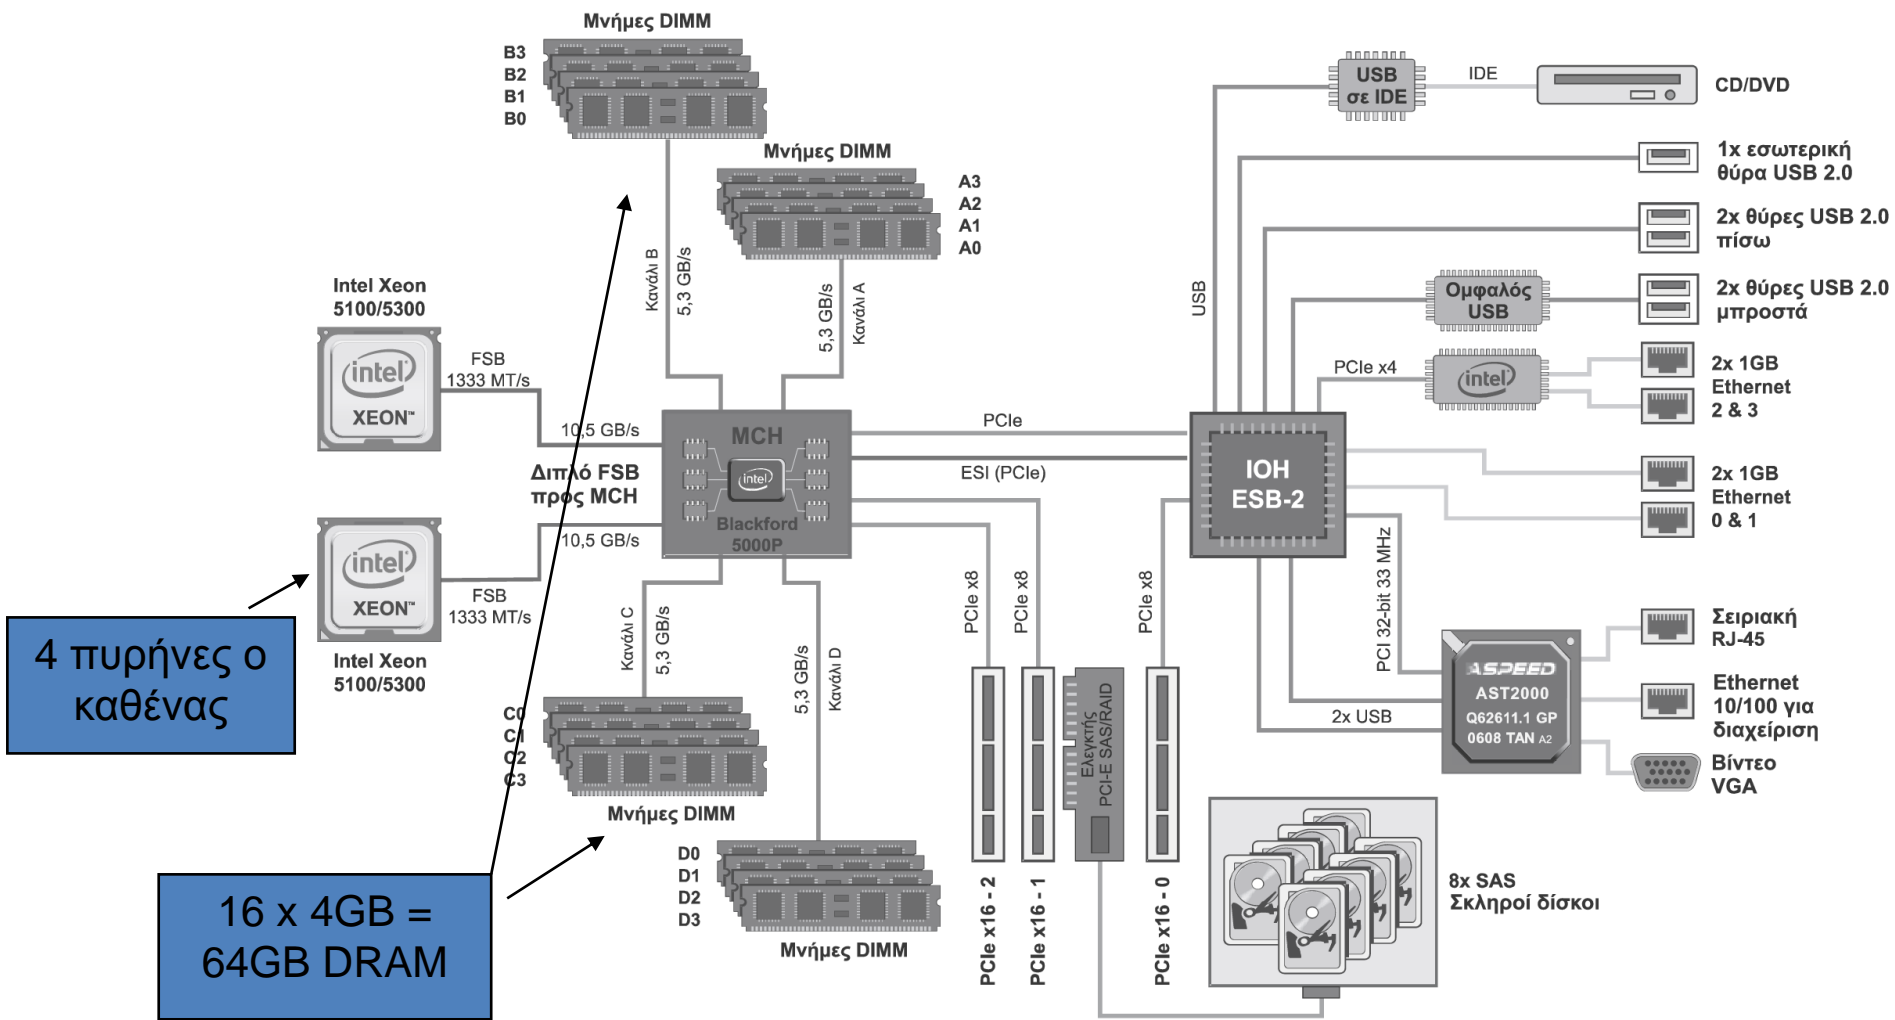 Μνήμες DIMM
B3
B2
B1
B0
Μνήμες DIMM
A3
A2
A1
A0
Κανάλι B
5,3 GB/s
5,3 GB/s
Κανάλι A
Intel Xeon
5100/5300
intel
XEON™
FSB
1333 MT/s
10,5 GB/s
Διπλό FSB
προς MCH
10,5 GB/s
intel
XEON™
FSB
1333 MT/s
Intel Xeon
5100/5300
4 πυρήνες ο
καθένας
MCH
intel
Blackford
5000P
Κανάλι C
5,3 GB/s
5,3 GB/s
Κανάλι D
C0
C1
C2
C3
Μνήμες DIMM
D0
D1
D2
D3
Μνήμες DIMM
16 x 4GB =
64GB DRAM
PCIe
ESI (PCIe)
PCIe x8
PCIe x8
PCIe x8
PCIe x16 - 2
PCIe x16 - 1
Ελεγκτής
PCI-E SAS/RAID
PCIe x16 - 0
IOH
ESB-2
USB
USB
σε IDE
IDE
CD/DVD
1x εσωτερική
θύρα USB 2.0
2x θύρες USB 2.0
πίσω
Ομφαλός
USB
2x θύρες USB 2.0
μπροστά
PCIe x4
intel
2x 1GB
Ethernet
2 & 3
2x 1GB
Ethernet
0 & 1
PCI 32-bit 33 MHz
2x USB
ASPEED
AST2000
Q62611.1 GP
0608 TAN A2
Σειριακή
RJ-45
Ethernet
10/100 για
διαχείριση
Βίντεο
VGA
8x SAS
Σκληροί δίσκοι